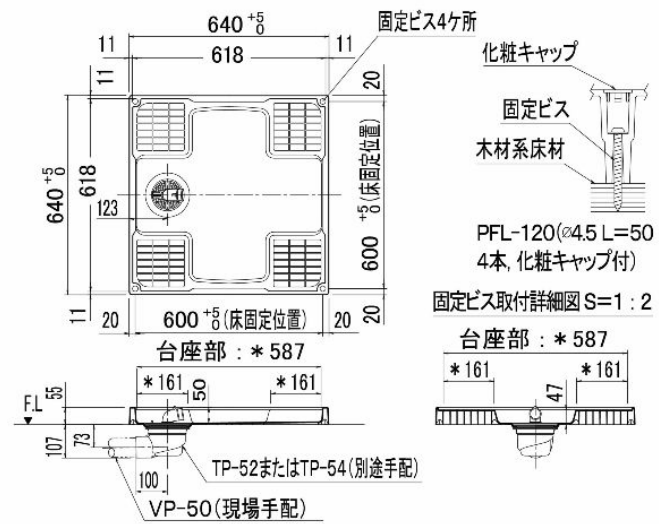 640 +5 0
固定ビス4ケ所
11
618
11
化粧キャップ
11
20
固定ビス
木材系床材
640 +5 0
618
123
600 +5 0 (床固定位置)
PFL-120(⌀4.5 L=50
4本, 化粧キャップ付)
11
20
固定ビス取付詳細図 S=1:2
20
600 +5 0 (床固定位置)
20
台座部:*587
台座部:*587
*161
50
*161
*161
*161
47
F.L
55
107
73
100
TP-52またはTP-54(別途手配)
VP-50(現場手配)